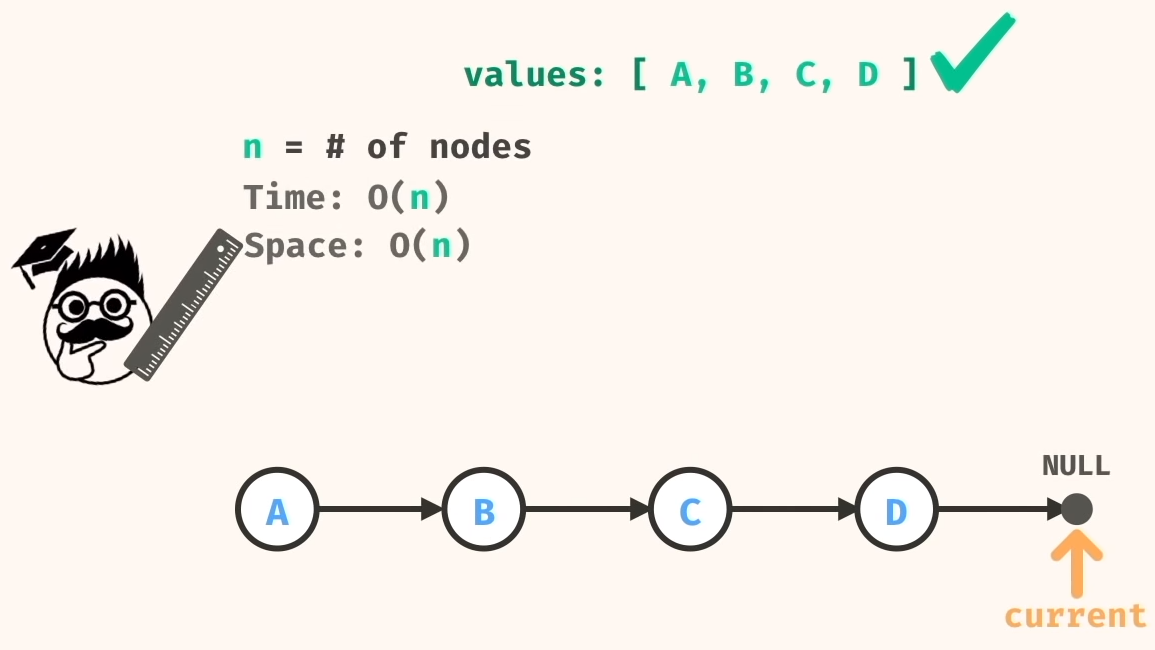 values: [ A, B, C, D ]
n = # of nodes
Time: O(n)
Space: O(n)
NULL
A B C D
current